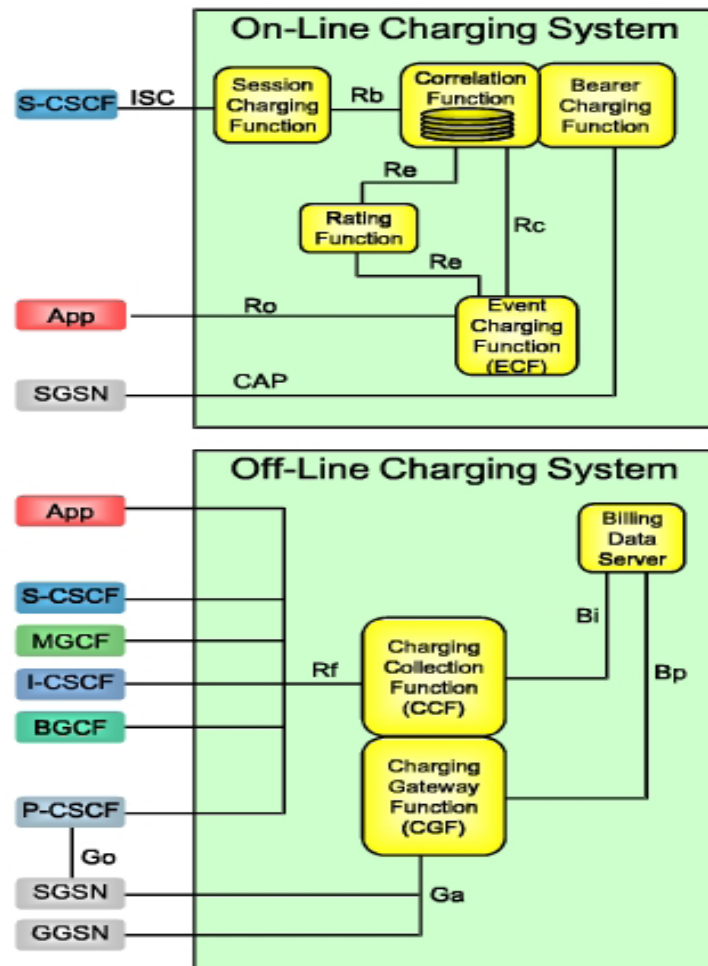 On-Line Charging System
S-CSCF
ISC
Session
Charging
Function
Rb
Correlation
Function
Bearer
Charging
Function
Re
Rating
Function
Rc
Re
App
Ro
Event
Charging
Function
(ECF)
SGSN
CAP
Off-Line Charging System
App
Billing
Data
Server
S-CSCF
MGCF
I-CSCF
BGCF
Rf
Charging
Collection
Function
(CCF)
Bi
Bp
Charging
Gateway
Function
(CGF)
P-CSCF
Go
SGSN
Ga
GGSN